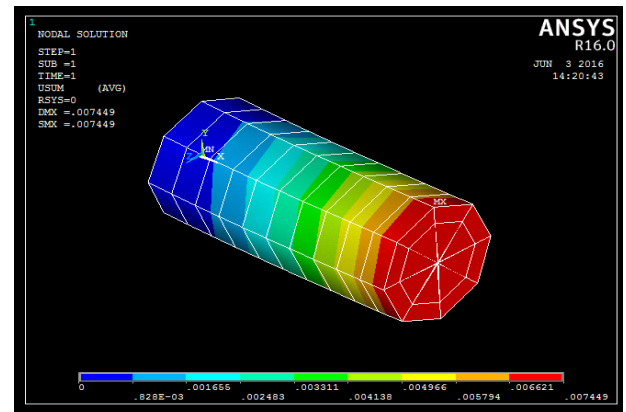 1
NODAL SOLUTION
STEP=1
SUB =1
TIME=1
USUM (AVG)
RSYS=0
DMX =.007449
SMX =.007449
ANSYS
R16.0
JUN 3 2016
14:20:43
Y
MN
Z X
MX
0 .001655 .003311 .004966 .006621
.828E-03 .002483 .004138 .005794 .007449